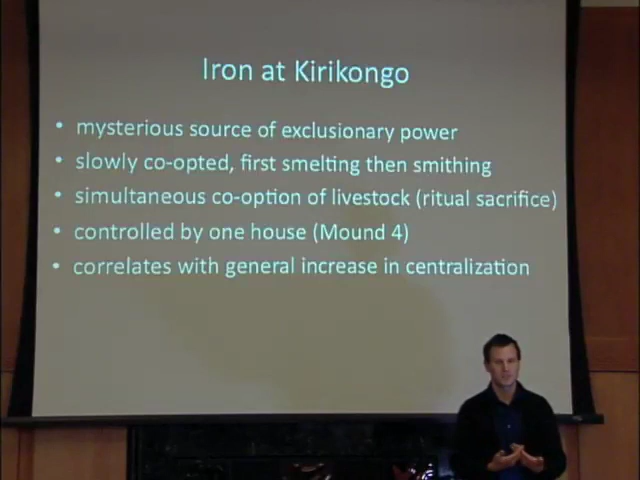 Iron at Kirikongo
• mysterious source of exclusionary power
• slowly co-opted, first smelting then smithing
• simultaneous co-option of livestock (ritual sacrifice)
• controlled by one house (Mound 4)
• correlates with general increase in centralization